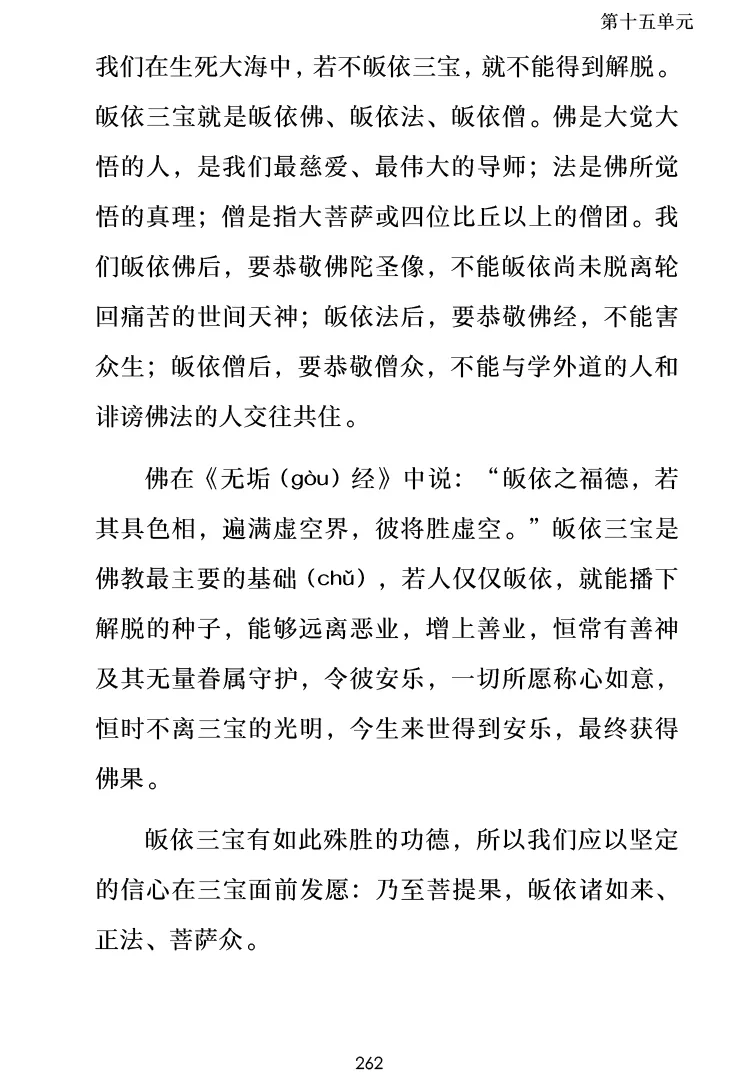 第十五单元
我们在生死大海中，若不皈依三宝，就不能得到解脱。
皈依三宝就是皈依佛、皈依法、皈依僧。佛是大觉大
悟的人，是我们最慈爱、最伟大的导师；法是佛所觉
悟的真理；僧是指大菩萨或四位比丘以上的僧团。我
们皈依佛后，要恭敬佛陀圣像，不能皈依尚未脱离轮
回痛苦的世间天神；皈依法后，要恭敬佛经，不能害
众生；皈依僧后，要恭敬僧众，不能与学外道的人和
诽谤佛法的人交往共住。
佛在《无垢（gòu）经》中说：“皈依之福德，若
其具色相，遍满虚空界，彼将胜虚空。”皈依三宝是
佛教最主要的基础（chǔ），若人仅仅皈依，就能播下
解脱的种子，能够远离恶业，增上善业，恒常有善神
及其无量眷属守护，令彼安乐，一切所愿称心如意，
恒时不离三宝的光明，今生来世得到安乐，最终获得
佛果。
皈依三宝有如此殊胜的功德，所以我们应以坚定
的信心在三宝面前发愿：乃至菩提果，皈依诸如来、
正法、菩萨众。
262